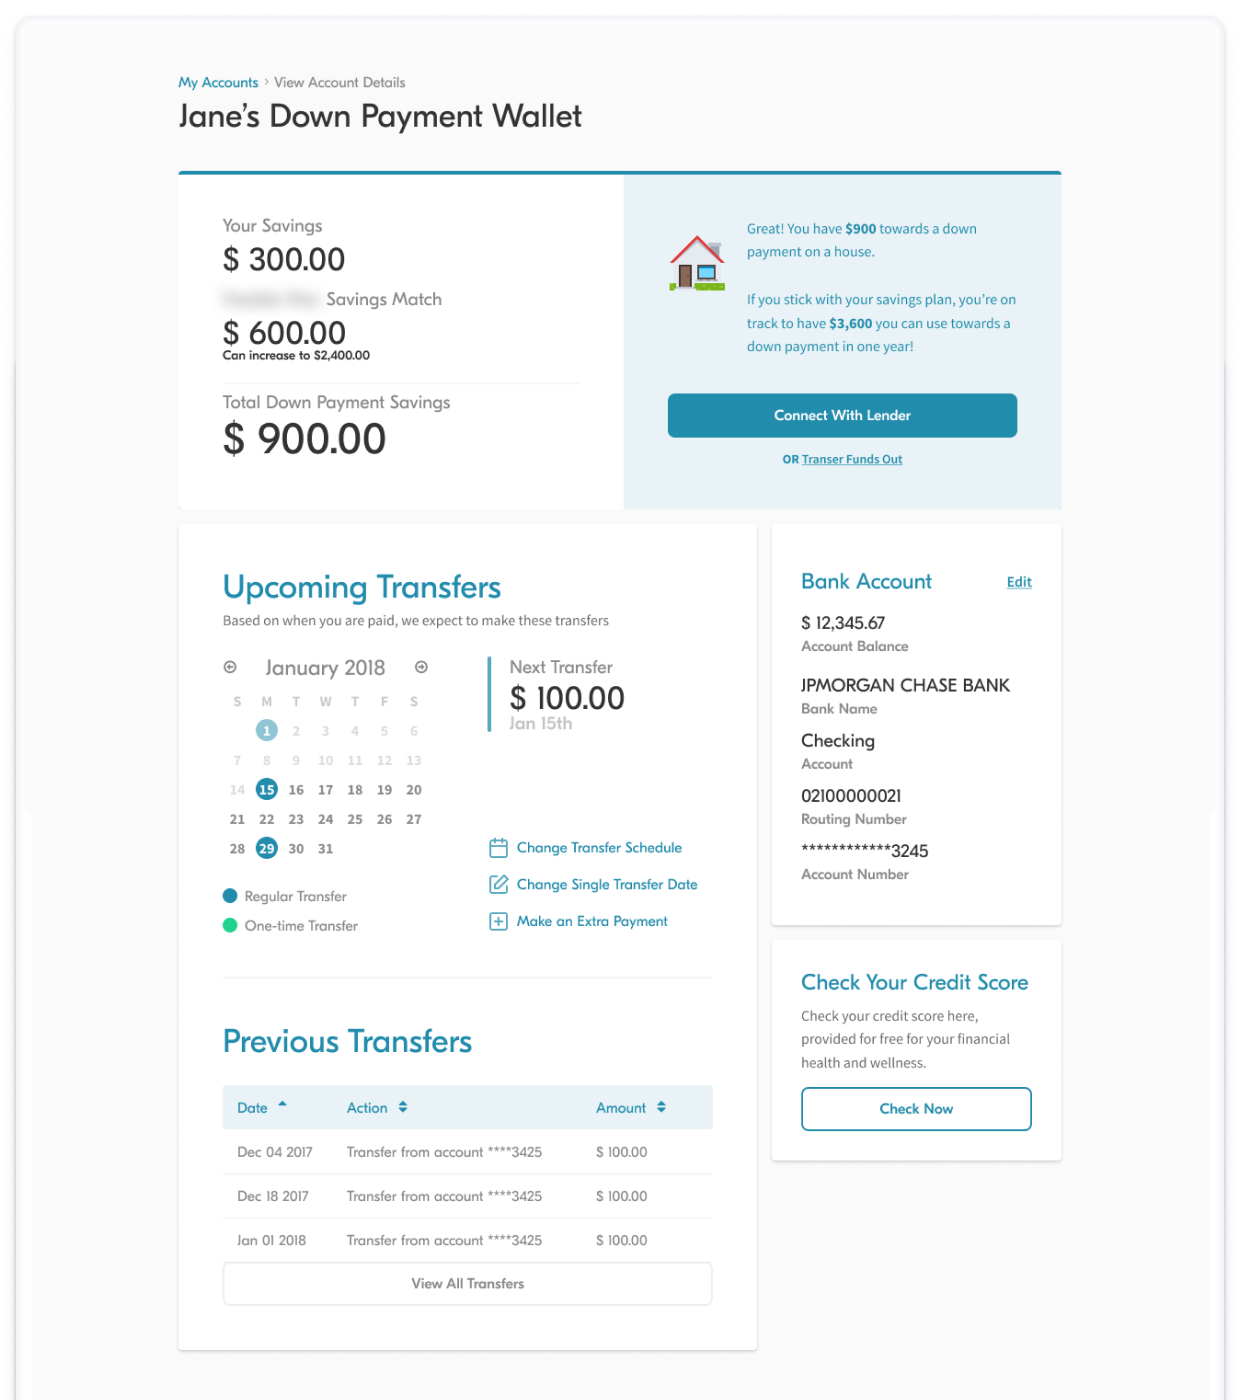 My Accounts › View Account Details
Jane’s Down Payment Wallet
Your Savings
$ 300.00
Savings Match
$ 600.00
Can increase to $2,400.00
Total Down Payment Savings
$ 900.00
Great! You have $900 towards a down
payment on a house.
If you stick with your savings plan, you’re on
track to have $3,600 you can use towards a
down payment in one year!
Connect With Lender
OR Transer Funds Out
Upcoming Transfers
Based on when you are paid, we expect to make these transfers
January 2018
S M T W T F S
1 2 3 4 5 6
7 8 9 10 11 12 13
14 15 16 17 18 19 20
21 22 23 24 25 26 27
28 29 30 31
Regular Transfer
One-time Transfer
Next Transfer
$ 100.00
Jan 15th
Change Transfer Schedule
Change Single Transfer Date
Make an Extra Payment
Previous Transfers
Date Action Amount
Dec 04 2017 Transfer from account ****3425 $ 100.00
Dec 18 2017 Transfer from account ****3425 $ 100.00
Jan 01 2018 Transfer from account ****3425 $ 100.00
View All Transfers
Bank Account Edit
$ 12,345.67
Account Balance
JPMORGAN CHASE BANK
Bank Name
Checking
Account
02100000021
Routing Number
************3245
Account Number
Check Your Credit Score
Check your credit score here,
provided for free for your financial
health and wellness.
Check Now